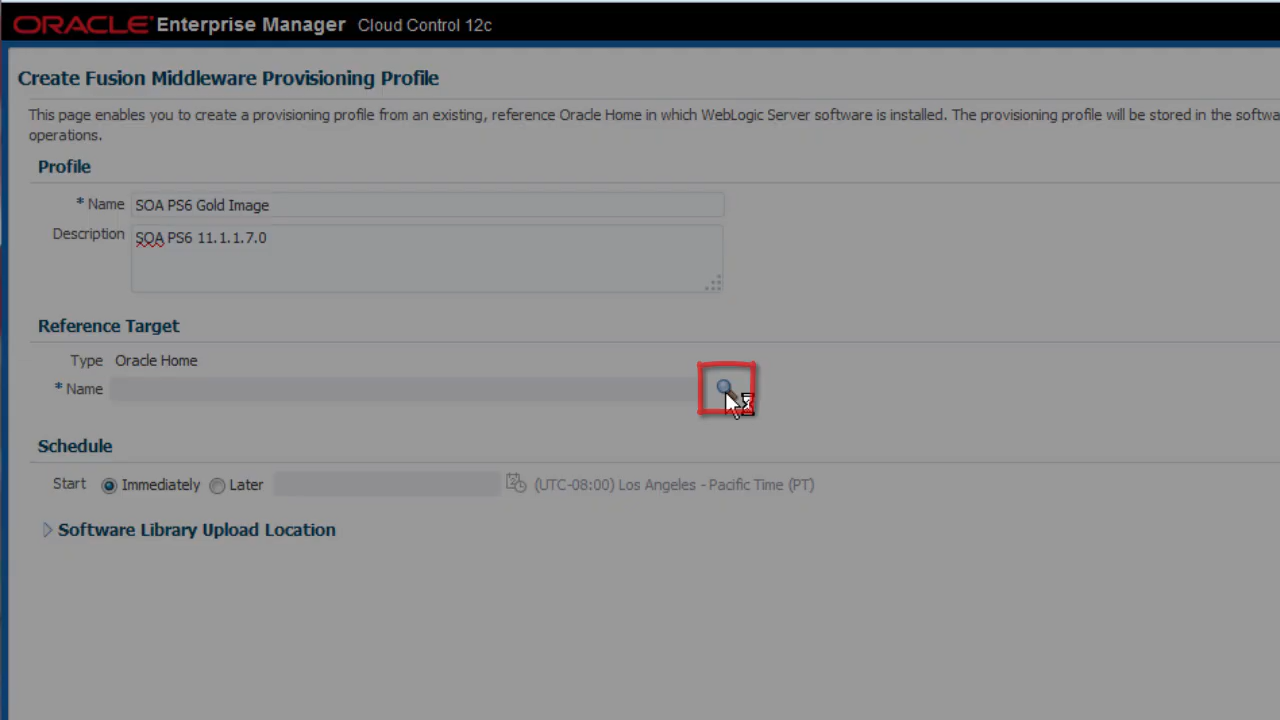 ORACLE Enterprise Manager Cloud Control 12c
Create Fusion Middleware Provisioning Profile
This page enables you to create a provisioning profile from an existing, reference Oracle Home in which WebLogic Server software is installed. The provisioning profile will be stored in the softwa
operations.
Profile
* Name SOA PS6 Gold Image
Description SOA PS6 11.1.1.7.0
Reference Target
Type Oracle Home
* Name
Schedule
Start Immediately Later (UTC-08:00) Los Angeles - Pacific Time (PT)
Software Library Upload Location